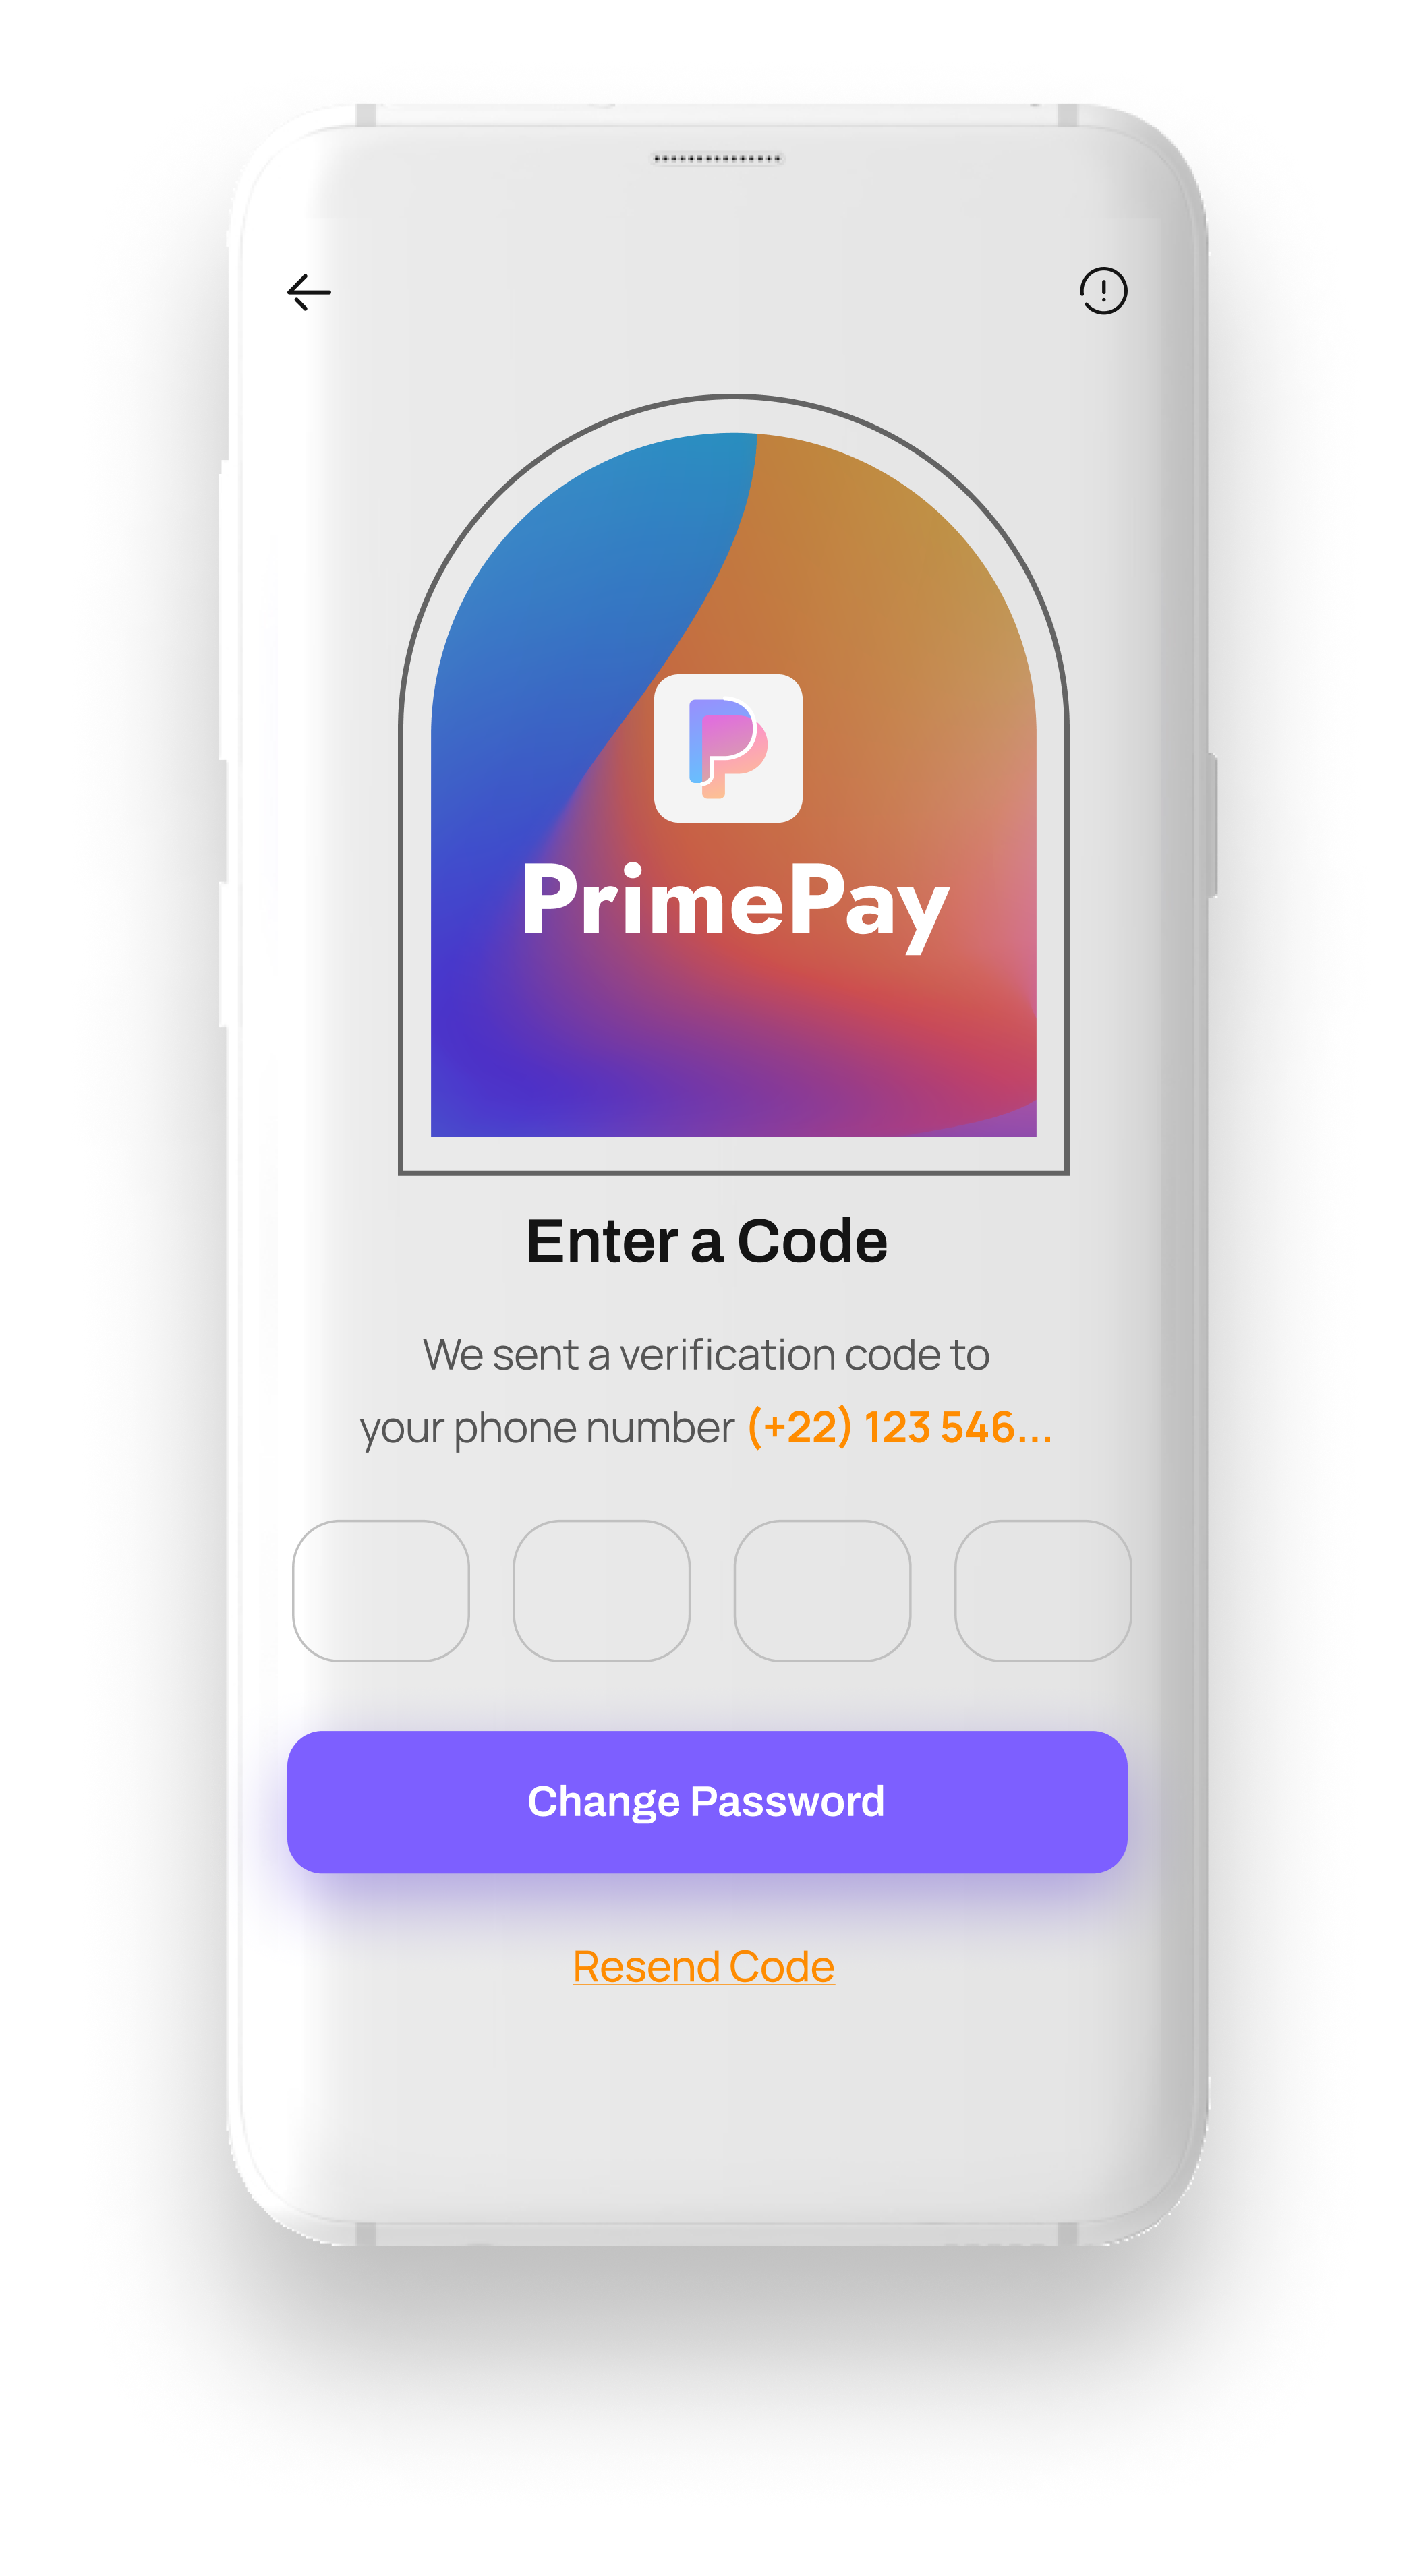 PrimePay
Enter a Code
We sent a verification code to
your phone number (+22) 123 546...
Change Password
Resend Code